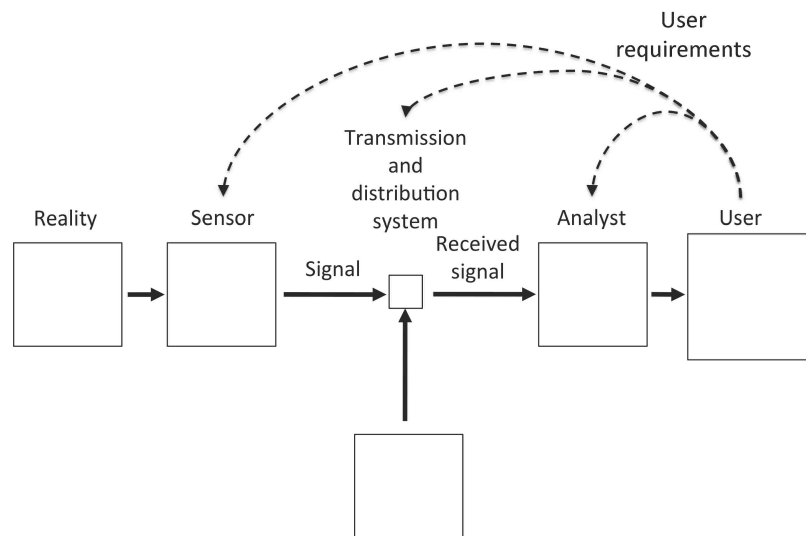 User
requirements
Transmission
and
distribution
system
Reality
Sensor
Analyst
User
Signal
Received
signal